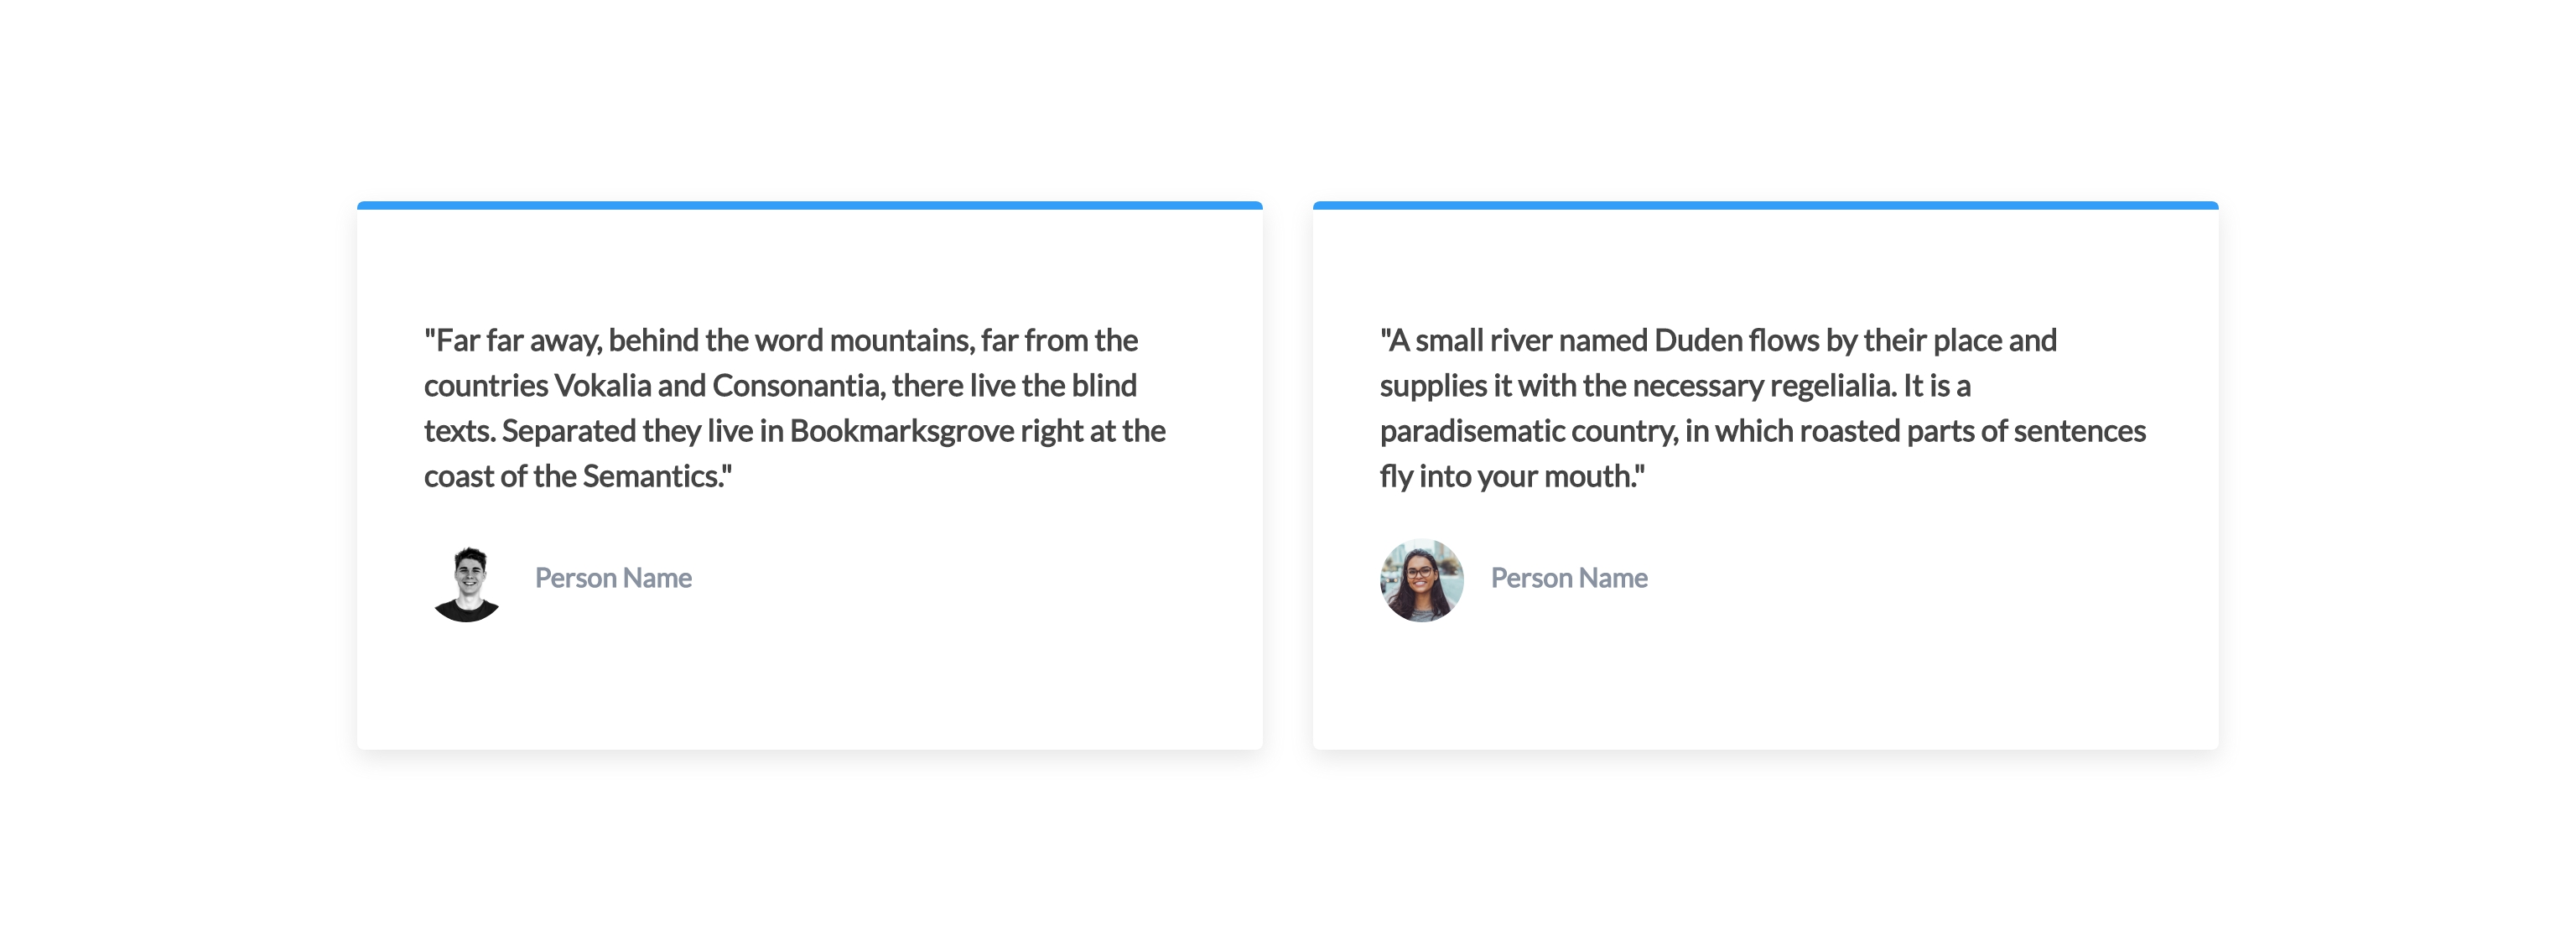 "Far far away, behind the word mountains, far from the
countries Vokalia and Consonantia, there live the blind
texts. Separated they live in Bookmarksgrove right at the
coast of the Semantics."
Person Name
"A small river named Duden flows by their place and
supplies it with the necessary regelialia. It is a
paradisematic country, in which roasted parts of sentences
fly into your mouth."
Person Name